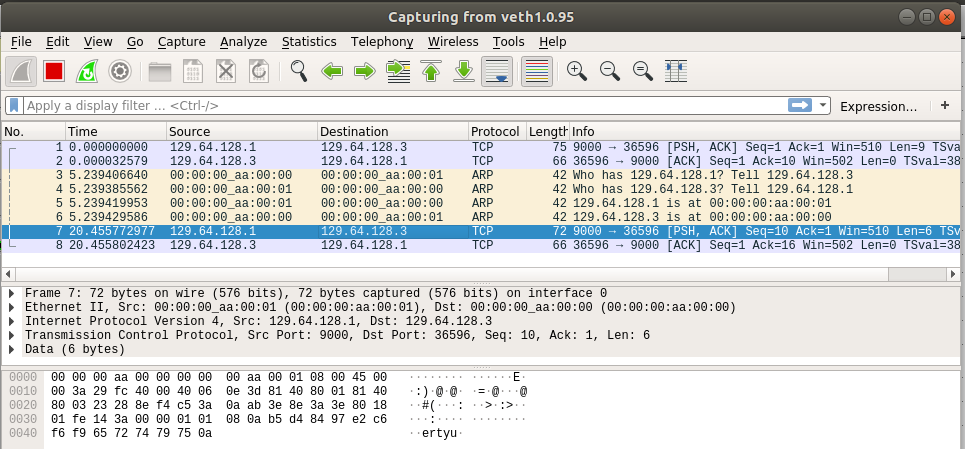 Capturing from veth1.0.95
File Edit View Go Capture Analyze Statistics Telephony Wireless Tools Help
Apply a display filter ... <Ctrl-/> Expression... +
No. Time Source Destination Protocol Length Info
1 0.000000000 129.64.128.1 129.64.128.3 TCP 75 9000 → 36596 [PSH, ACK] Seq=1 Ack=1 Win=510 Len=9 TSval
2 0.000032579 129.64.128.3 129.64.128.1 TCP 66 36596 → 9000 [ACK] Seq=1 Ack=10 Win=502 Len=0 TSval=38
3 5.239406640 00:00:00_aa:00:00 00:00:00_aa:00:01 ARP 42 Who has 129.64.128.1? Tell 129.64.128.3
4 5.239385562 00:00:00_aa:00:01 00:00:00_aa:00:00 ARP 42 Who has 129.64.128.3? Tell 129.64.128.1
5 5.239419953 00:00:00_aa:00:01 00:00:00_aa:00:00 ARP 42 129.64.128.1 is at 00:00:00:aa:00:01
6 5.239429586 00:00:00_aa:00:00 00:00:00_aa:00:01 ARP 42 129.64.128.3 is at 00:00:00:aa:00:00
7 20.455772977 129.64.128.1 129.64.128.3 TCP 72 9000 → 36596 [PSH, ACK] Seq=10 Ack=1 Win=510 Len=6 TSv
8 20.455802423 129.64.128.3 129.64.128.1 TCP 66 36596 → 9000 [ACK] Seq=1 Ack=16 Win=502 Len=0 TSval=38
Frame 7: 72 bytes on wire (576 bits), 72 bytes captured (576 bits) on interface 0
Ethernet II, Src: 00:00:00_aa:00:01 (00:00:00:aa:00:01), Dst: 00:00:00_aa:00:00 (00:00:00:aa:00:00)
Internet Protocol Version 4, Src: 129.64.128.1, Dst: 129.64.128.3
Transmission Control Protocol, Src Port: 9000, Dst Port: 36596, Seq: 10, Ack: 1, Len: 6
Data (6 bytes)
0000 00 00 00 aa 00 00 00 00 00 aa 00 01 08 00 45 00 ········ ······E·
0010 00 3a 29 fc 40 00 40 06 0e 3d 81 40 80 01 81 40 ·:)·@·@· ·=·@···@
0020 80 03 23 28 8e f4 c5 3a 0a ab 3e 8e 3a 3e 80 18 ··#(···: ··>·:>··
0030 01 fe 14 3a 00 00 01 01 08 0a b5 d4 84 97 e2 c6 ···:···· ········
0040 f6 f9 65 72 74 79 75 0a ··ertyu·